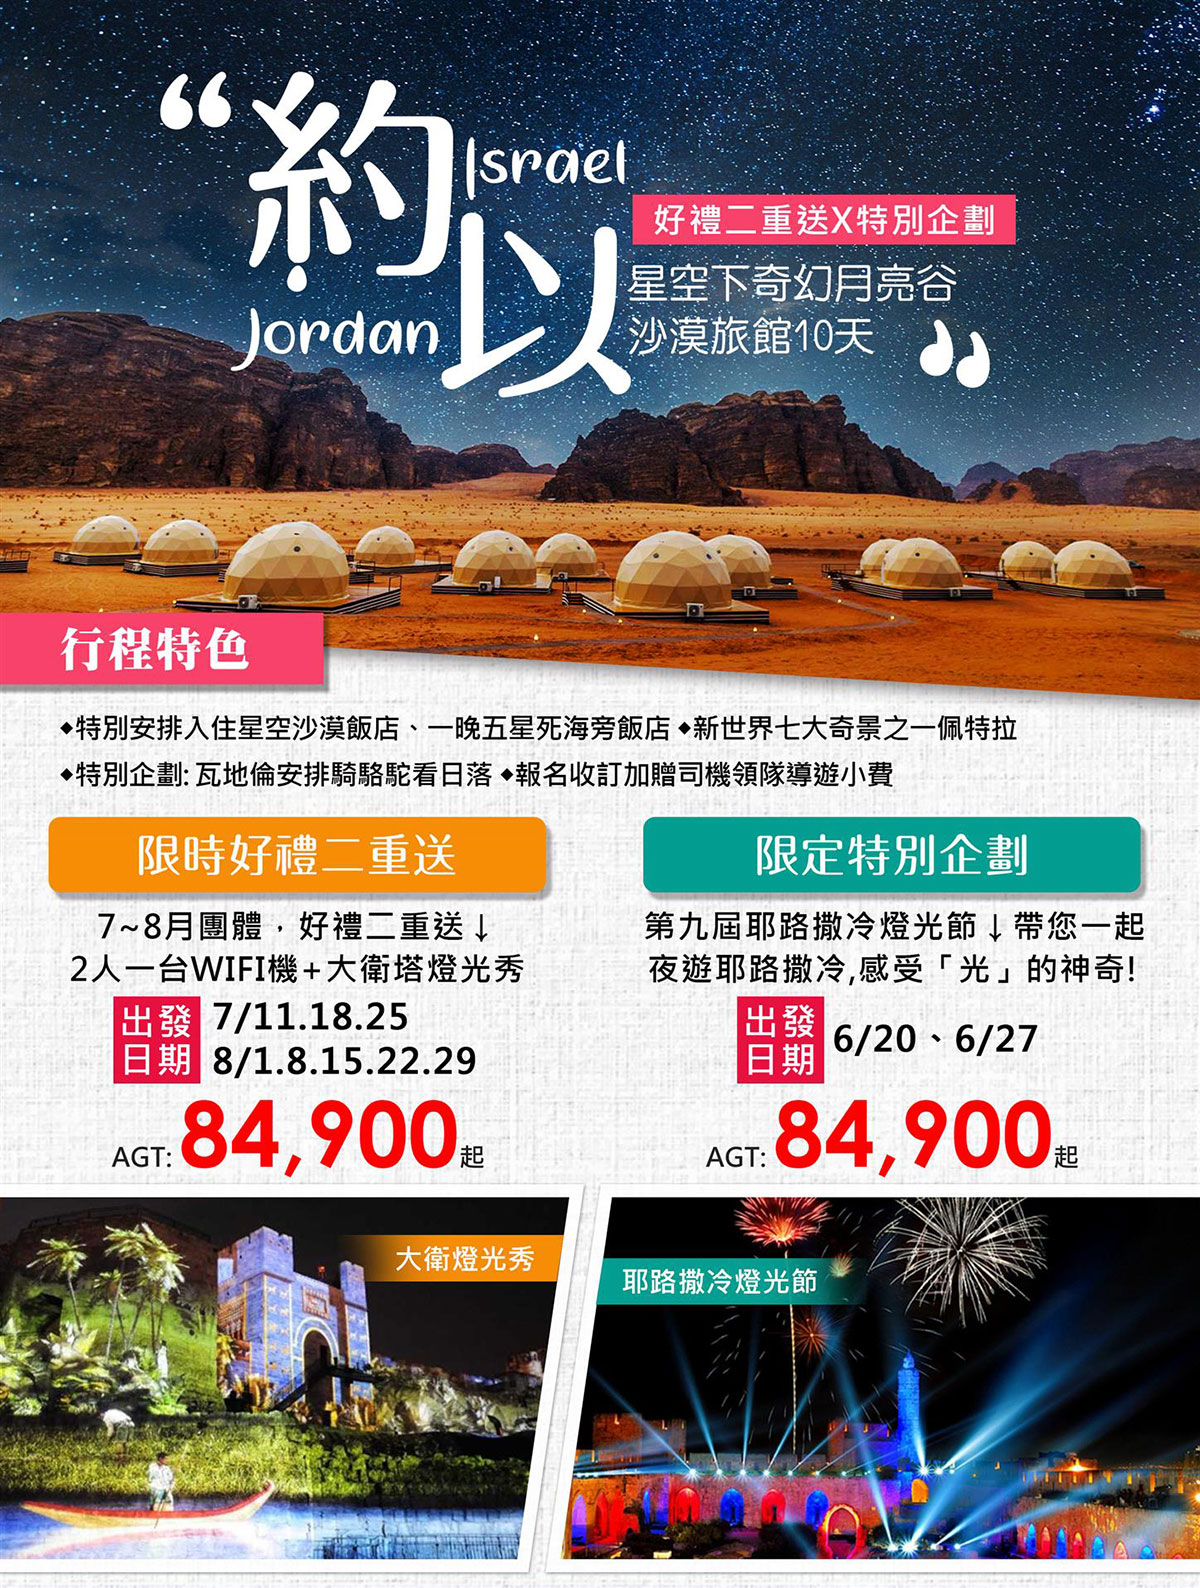 “約以”
Israel
Jordan
好禮二重送X特別企劃
星空下奇幻月亮谷
沙漠旅館10天
行程特色
◆特別安排入住星空沙漠飯店、一晚五星死海旁飯店 ◆新世界七大奇景之一佩特拉
◆特別企劃: 瓦地倫安排騎駱駝看日落 ◆報名收訂加贈司機領隊導遊小費
限時好禮二重送
7~8月團體，好禮二重送↓
2人一台WIFI機+大衛塔燈光秀
出發日期
7/11.18.25
8/1.8.15.22.29
AGT: 84,900起
限定特別企劃
第九屆耶路撒冷燈光節↓帶您一起
夜遊耶路撒冷,感受「光」的神奇!
出發日期
6/20、6/27
AGT: 84,900起
大衛燈光秀
耶路撒冷燈光節